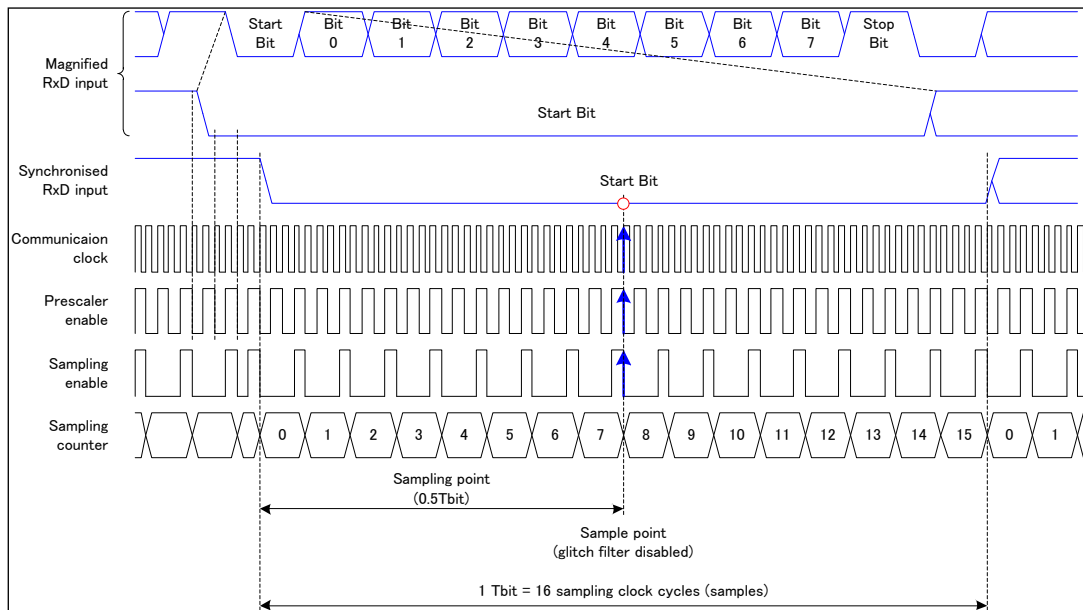 Magnified
RxD input
Start
Bit
Bit
0
Bit
1
Bit
2
Bit
3
Bit
4
Bit
5
Bit
6
Bit
7
Stop
Bit
Start Bit
Synchronised
RxD input
Start Bit
Communicaion
clock
Prescaler
enable
Sampling
enable
Sampling
counter
0 1 2 3 4 5 6 7 8 9 10 11 12 13 14 15 0 1
Sampling point
(0.5Tbit)
Sample point
(glitch filter disabled)
1 Tbit = 16 sampling clock cycles (samples)